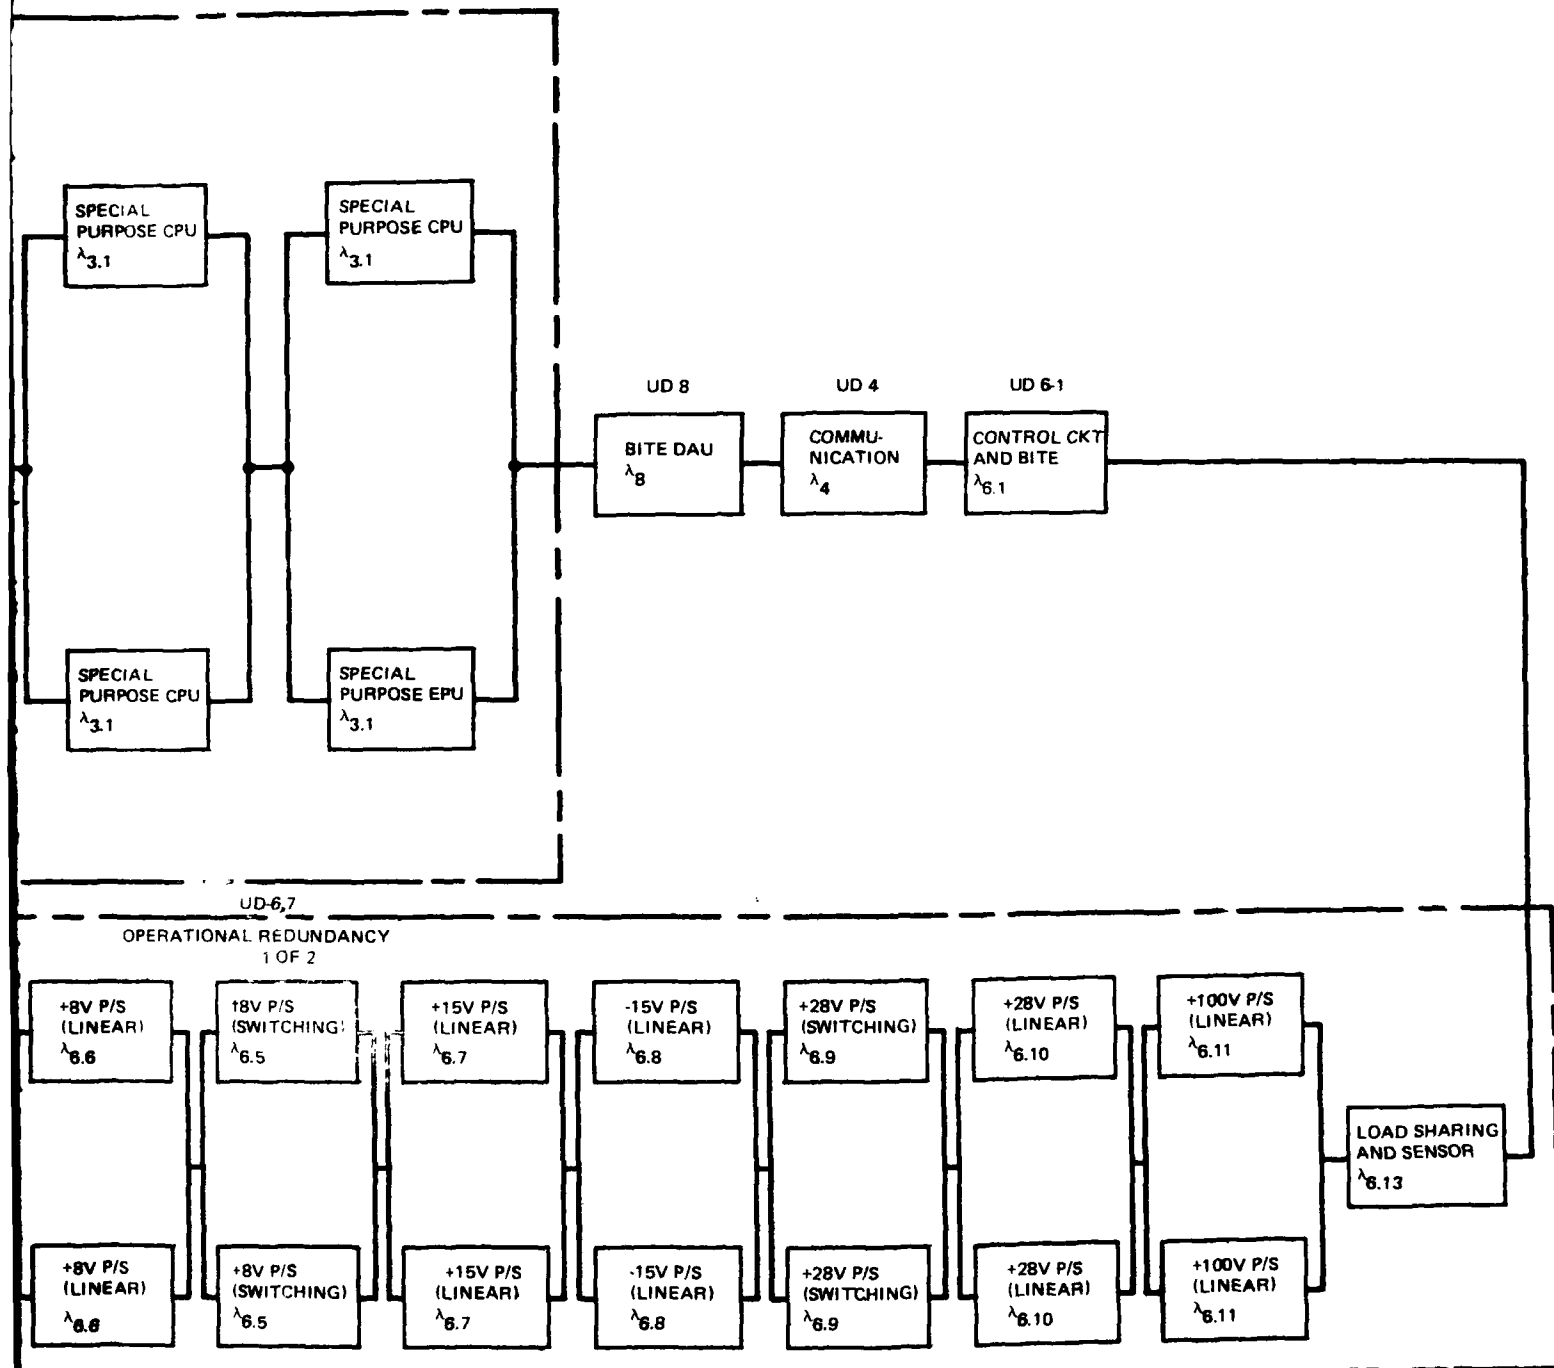 SPECIAL
PURPOSE CPU
λ3.1
SPECIAL
PURPOSE CPU
λ3.1
SPECIAL
PURPOSE CPU
λ3.1
SPECIAL
PURPOSE EPU
λ3.1
UD 8
BITE DAU
λ8
UD 4
COMMU-
NICATION
λ4
UD 6-1
CONTROL CKT
AND BITE
λ6.1
UD-6,7
OPERATIONAL REDUNDANCY
1 OF 2
+8V P/S
(LINEAR)
λ6.6
18V P/S
(SWITCHING)
λ6.5
+15V P/S
(LINEAR)
λ6.7
-15V P/S
(LINEAR)
λ6.8
+28V P/S
(SWITCHING)
λ6.9
+28V P/S
(LINEAR)
λ6.10
+100V P/S
(LINEAR)
λ6.11
LOAD SHARING
AND SENSOR
λ6.13
+8V P/S
(LINEAR)
λ6.6
+8V P/S
(SWITCHING)
λ6.5
+15V P/S
(LINEAR)
λ6.7
-15V P/S
(LINEAR)
λ6.8
+28V P/S
(SWITCHING)
λ6.9
+28V P/S
(LINEAR)
λ6.10
+100V P/S
(LINEAR)
λ6.11